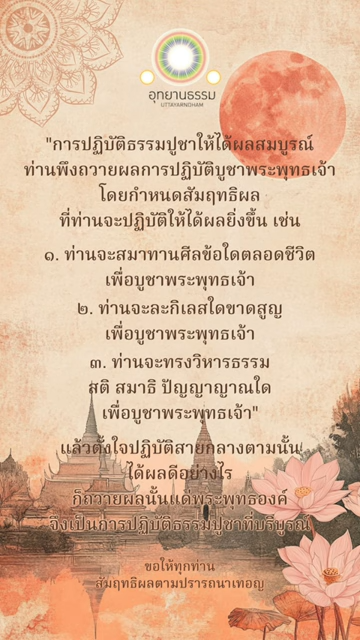 อุทยานธรรม
UTTAYARNDHAM
"การปฏิบัติธรรมปูชาให้ได้ผลสมบูรณ์
ท่านพึงถวายผลการปฏิบัติบูชาพระพุทธเจ้า
โดยกำหนดสัมฤทธิผล
ที่ท่านจะปฏิบัติให้ได้ผลยิ่งขึ้น เช่น
๑. ท่านจะสมาทานศีลข้อใดตลอดชีวิต
เพื่อบูชาพระพุทธเจ้า
๒. ท่านจะละกิเลสใดขาดสูญ
เพื่อบูชาพระพุทธเจ้า
๓. ท่านจะทรงวิหารธรรม
สติ สมาธิ ปัญญาญาณใด
เพื่อบูชาพระพุทธเจ้า"
แล้วตั้งใจปฏิบัติสายกลางตามนั้น
ได้ผลดีอย่างไร
ก็ถวายผลนั้นแด่พระพุทธองค์
จึงเป็นการปฏิบัติธรรมปูชาที่บริบูรณ์
ขอให้ทุกท่าน
สัมฤทธิผลตามปรารถนาเทอญ